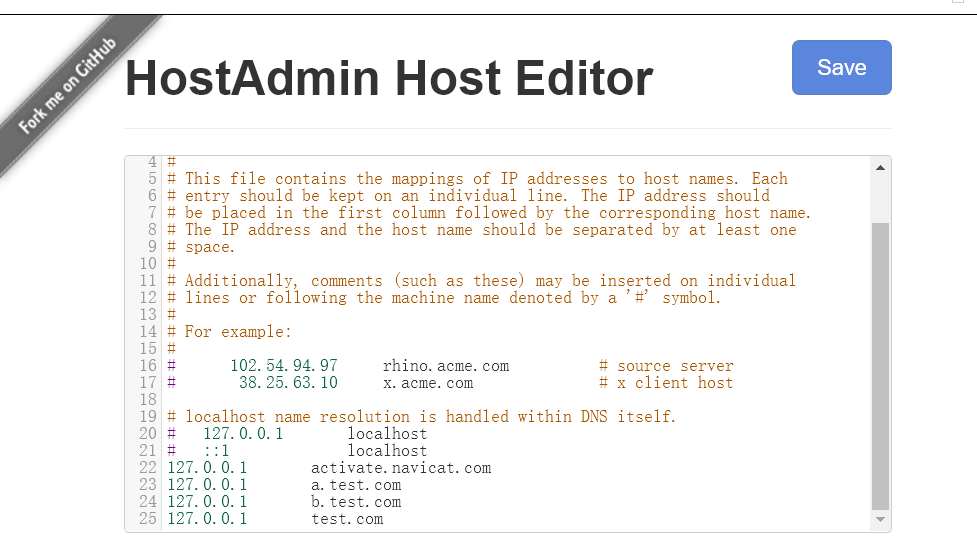 Fork me on GitHub
HostAdmin Host Editor
Save
4 #
5 # This file contains the mappings of IP addresses to host names. Each
6 # entry should be kept on an individual line. The IP address should
7 # be placed in the first column followed by the corresponding host name.
8 # The IP address and the host name should be separated by at least one
9 # space.
10 #
11 # Additionally, comments (such as these) may be inserted on individual
12 # lines or following the machine name denoted by a '#' symbol.
13 #
14 # For example:
15 #
16 #      102.54.94.97     rhino.acme.com          # source server
17 #       38.25.63.10     x.acme.com              # x client host
18
19 # localhost name resolution is handled within DNS itself.
20 #   127.0.0.1       localhost
21 #   ::1             localhost
22 127.0.0.1       activate.navicat.com
23 127.0.0.1       a.test.com
24 127.0.0.1       b.test.com
25 127.0.0.1       test.com